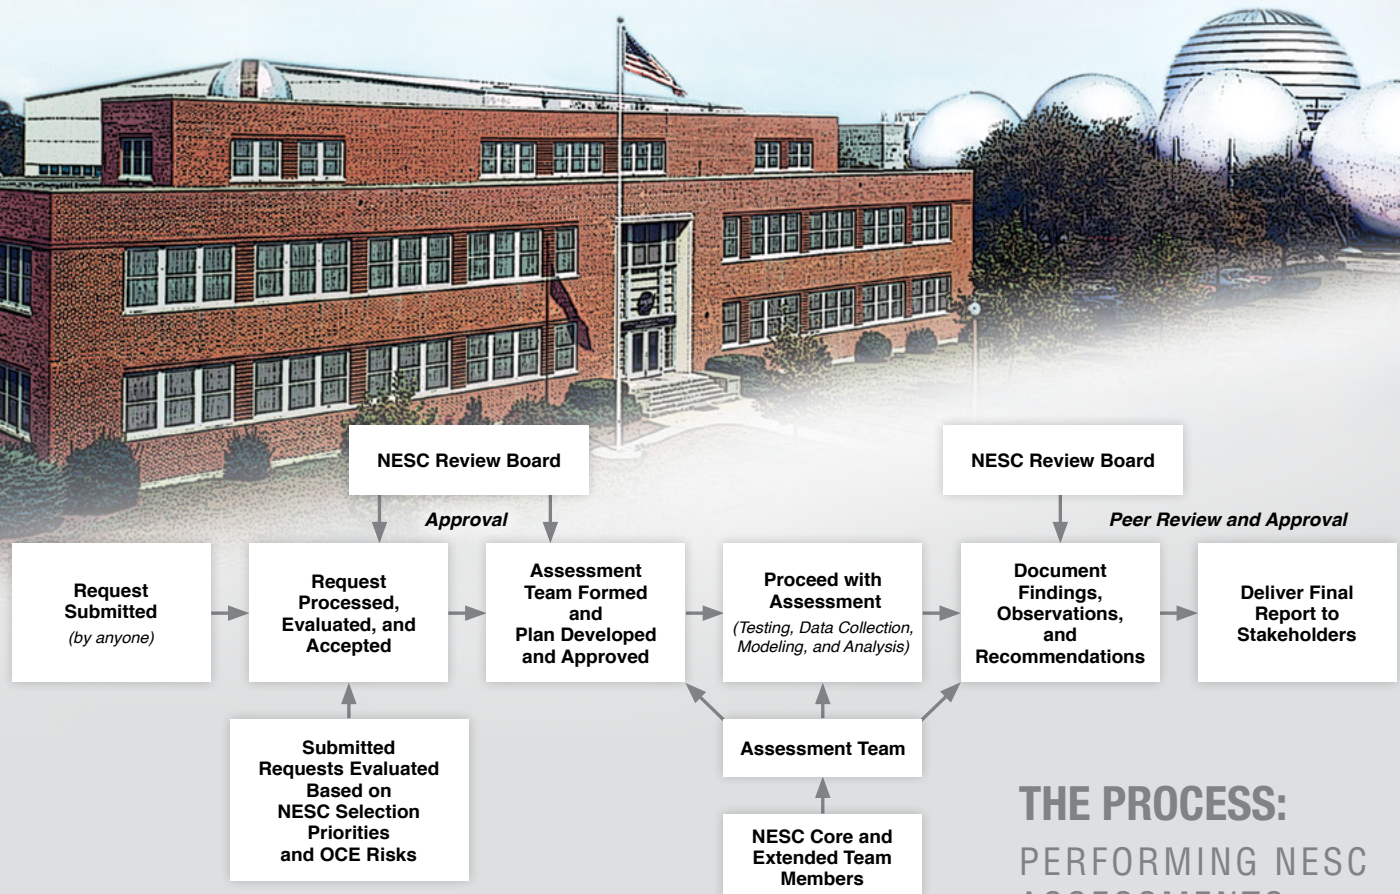 NESC Review Board
NESC Review Board
Approval
Peer Review and Approval
Request
Submitted
(by anyone)
Request
Processed,
Evaluated, and
Accepted
Assessment
Team Formed
and
Plan Developed
and Approved
Proceed with
Assessment
(Testing, Data Collection,
Modeling, and Analysis)
Document
Findings,
Observations,
and
Recommendations
Deliver Final
Report to
Stakeholders
Submitted
Requests Evaluated
Based on
NESC Selection
Priorities
and OCE Risks
Assessment Team
NESC Core and
Extended Team
Members
THE PROCESS:
PERFORMING NESC